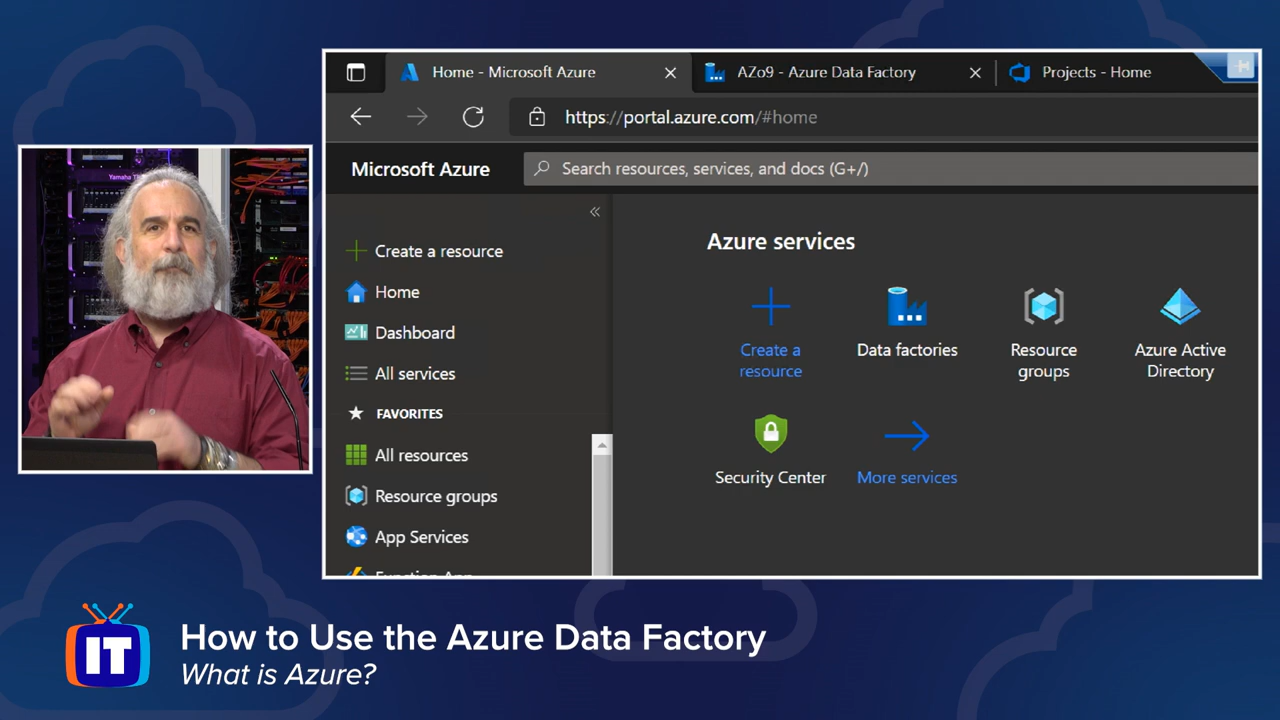 Home - Microsoft Azure
AZo9 - Azure Data Factory
Projects - Home
https://portal.azure.com/#home
Microsoft Azure
Search resources, services, and docs (G+/)
Create a resource
Home
Dashboard
All services
FAVORITES
All resources
Resource groups
App Services
Function App
Azure services
Create a
resource
Data factories
Resource
groups
Azure Active
Directory
Security Center
More services
IT
How to Use the Azure Data Factory
What is Azure?